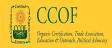 CCOF
Organic Certification, Trade Association,
Education & Outreach, Political Advocacy